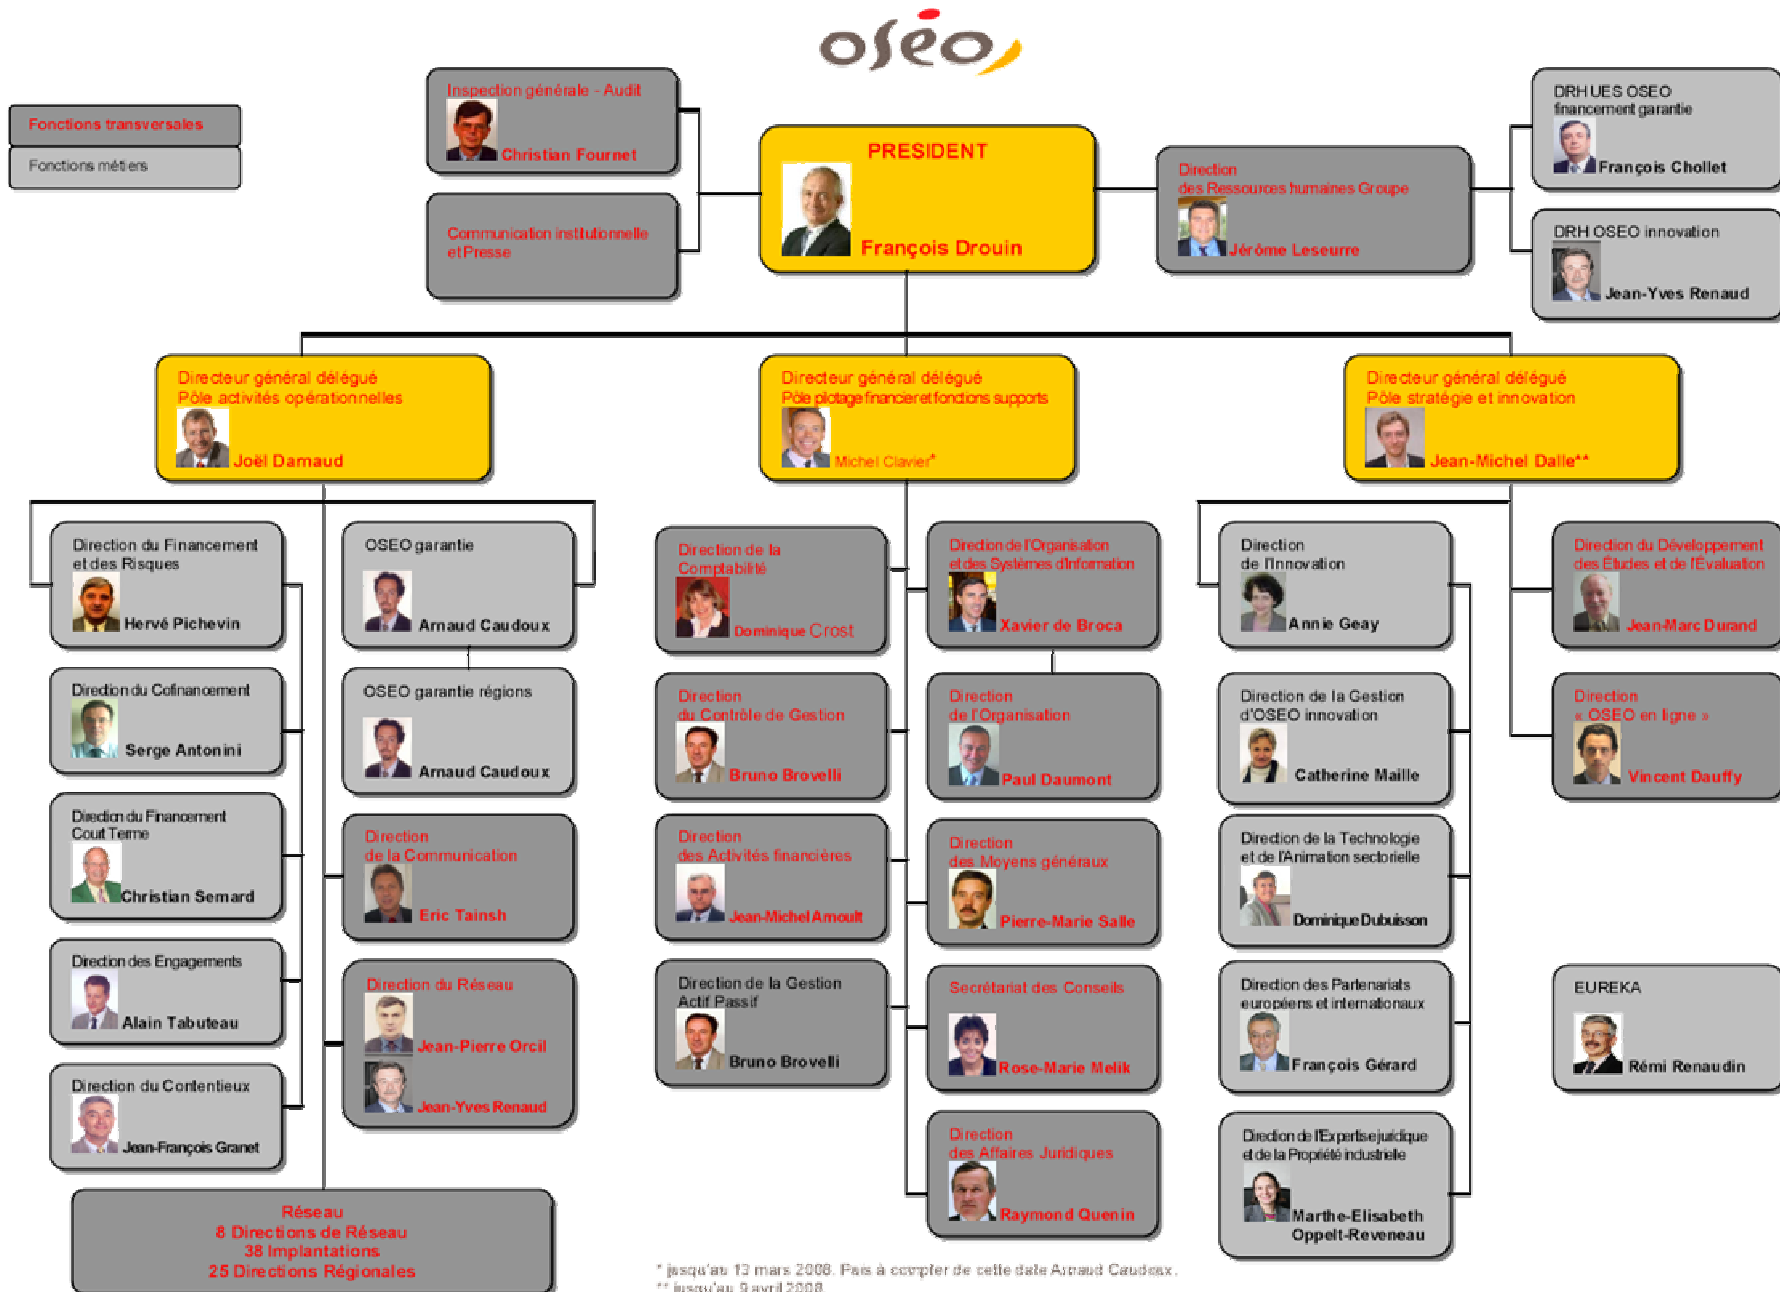 oséo
Fonctions transversales
Fonctions métiers
Inspection générale - Audit
Christian Fournet
Communication institutionnelle
et Presse
PRESIDENT
François Drouin
Direction
des Ressources humaines Groupe
Jérôme Leseurre
DRH UES OSEO
financement garantie
François Chollet
DRH OSEO innovation
Jean-Yves Renaud
Directeur général délégué
Pôle activités opérationnelles
Joël Darnaud
Directeur général délégué
Pôle pilotage financier et fonctions supports
Michel Clavier*
Directeur général délégué
Pôle stratégie et innovation
Jean-Michel Dalle**
Direction du Financement
et des Risques
Hervé Pichevin
Direction du Cofinancement
Serge Antonini
Direction du Financement
Court Terme
Christian Semard
Direction des Engagements
Alain Tabuteau
Direction du Contentieux
Jean-François Granet
OSEO garantie
Arnaud Caudoux
OSEO garantie régions
Arnaud Caudoux
Direction
de la Communication
Eric Tainsh
Direction du Réseau
Jean-Pierre Orcil
Jean-Yves Renaud
Réseau
8 Directions de Réseau
38 Implantations
25 Directions Régionales
Direction de la
Comptabilité
Dominique Crost
Direction
du Contrôle de Gestion
Bruno Brovelli
Direction
des Activités financières
Jean-Michel Arnoult
Direction de la Gestion
Actif Passif
Bruno Brovelli
Direction de l'Organisation
et des Systèmes d'Information
Xavier de Broca
Direction
de l'Organisation
Paul Daumont
Direction
des Moyens généraux
Pierre-Marie Salle
Secrétariat des Conseils
Rose-Marie Melik
Direction
des Affaires Juridiques
Raymond Quenin
Direction
de l'Innovation
Annie Geay
Direction de la Gestion
d'OSEO innovation
Catherine Maille
Direction de la Technologie
et de l'Animation sectorielle
Dominique Dubuisson
Direction des Partenariats
européens et internationaux
François Gérard
Direction de l'Expertise juridique
et de la Propriété industrielle
Marthe-Elisabeth
Oppelt-Reveneau
Direction du Développement
des Études et de l'Évaluation
Jean-Marc Durand
Direction
« OSEO en ligne »
Vincent Dauffy
EUREKA
Rémi Renaudin
* jusqu'au 13 mars 2008. Puis à compter de cette date Arnaud Caudoux.
** jusqu'au 9 avril 2008